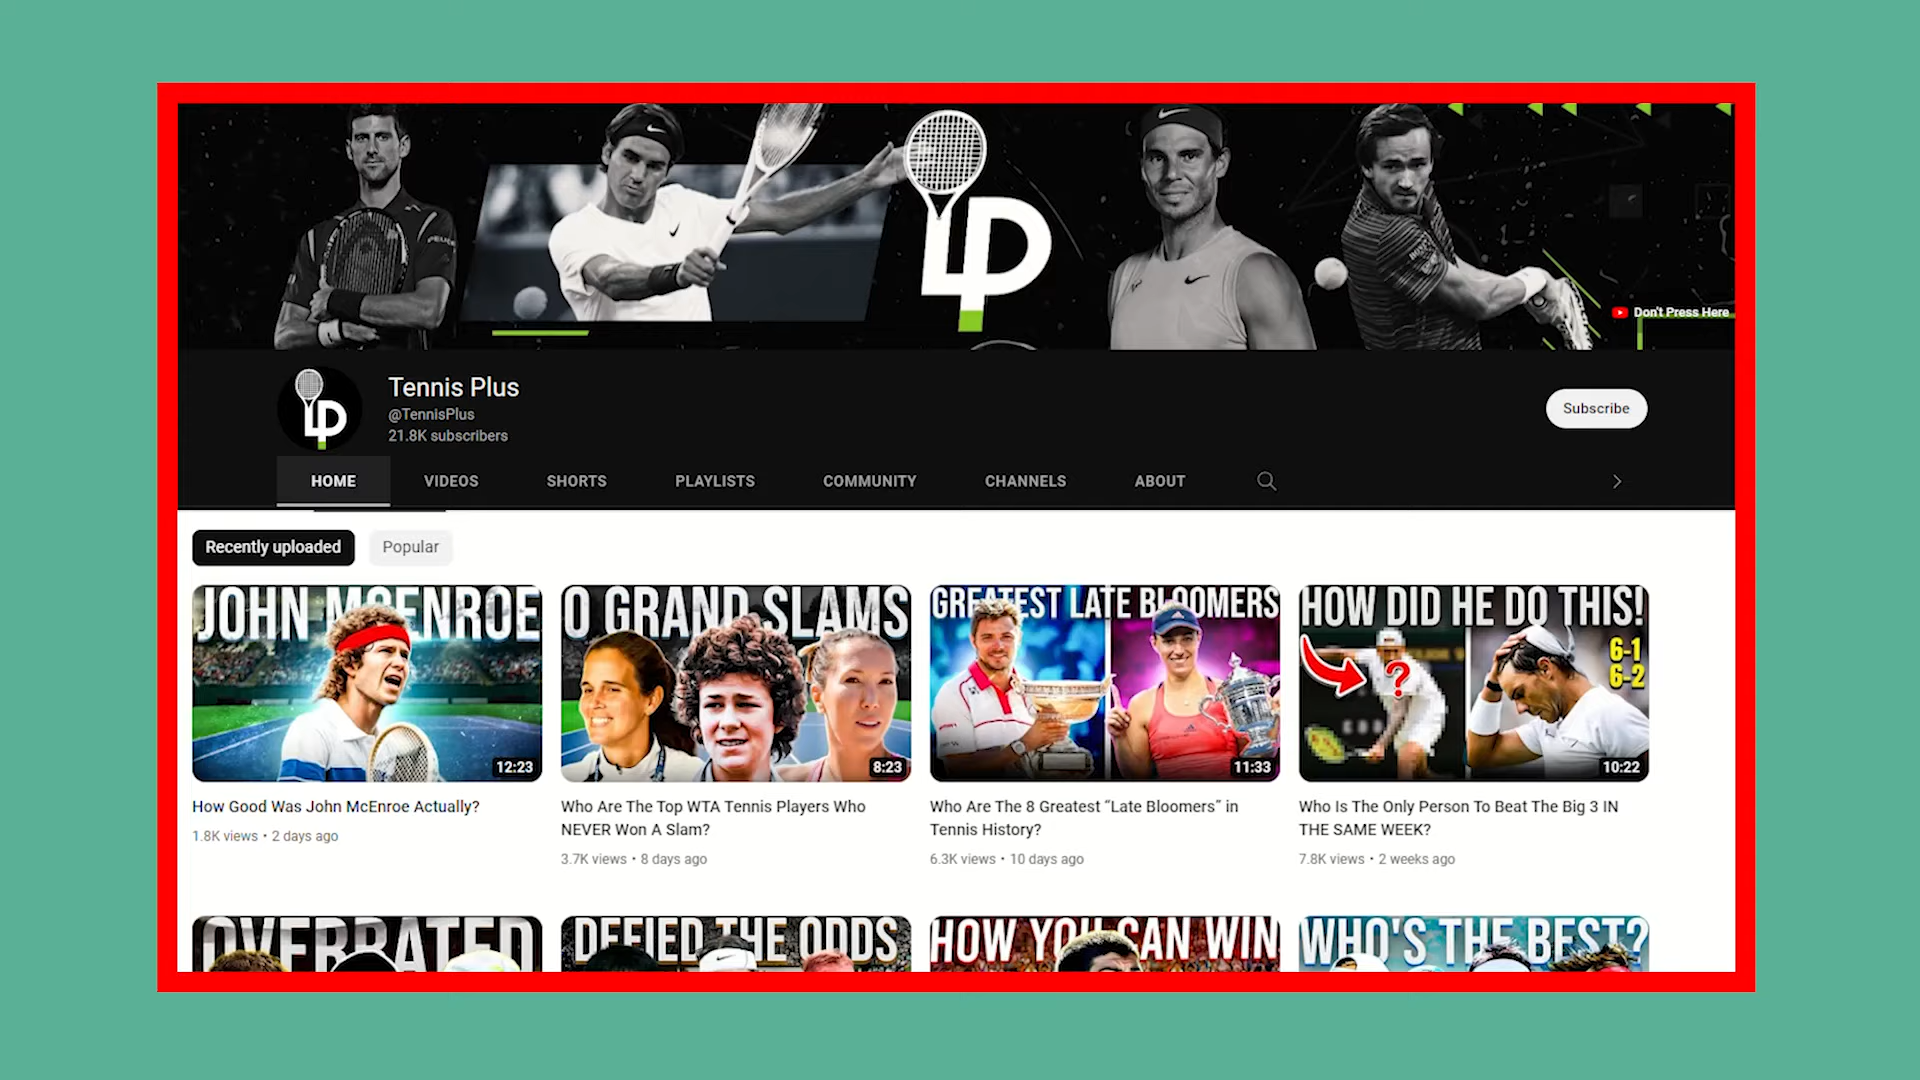 Don't Press Here
Tennis Plus
@TennisPlus
21.8K subscribers
Subscribe
HOME VIDEOS SHORTS PLAYLISTS COMMUNITY CHANNELS ABOUT
Recently uploaded Popular
JOHN MCENROE
12:23
How Good Was John McEnroe Actually?
1.8K views • 2 days ago
0 GRAND SLAMS
8:23
Who Are The Top WTA Tennis Players Who
NEVER Won A Slam?
3.7K views • 8 days ago
GREATEST LATE BLOOMERS
11:33
Who Are The 8 Greatest “Late Bloomers” in
Tennis History?
6.3K views • 10 days ago
HOW DID HE DO THIS!
6-1
6-2
?
10:22
Who Is The Only Person To Beat The Big 3 IN
THE SAME WEEK?
7.8K views • 2 weeks ago
OVERRATED
DEFIED THE ODDS
HOW YOU CAN WIN
WHO'S THE BEST?